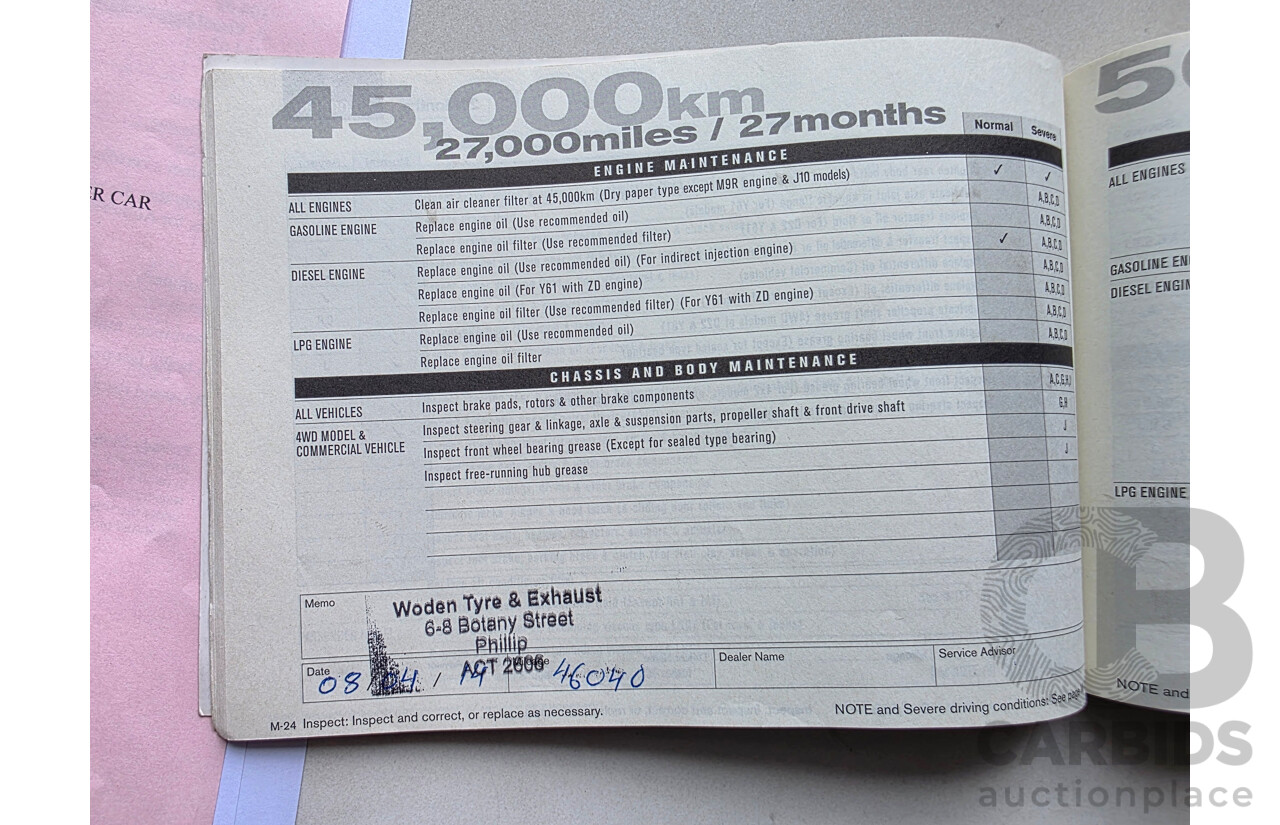 ER CAR
45,000km
27,000miles / 27months
Normal Severe
ENGINE MAINTENANCE
ALL ENGINES Clean air cleaner filter at 45,000km (Dry paper type except M9R engine & J10 models) ✓ ✓
GASOLINE ENGINE Replace engine oil (Use recommended oil) A,B,C,D
Replace engine oil filter (Use recommended filter) A,B,C,D
DIESEL ENGINE Replace engine oil (Use recommended oil) (For indirect injection engine) ✓ A,B,C,D
Replace engine oil (For Y61 with ZD engine) A,B,C,D
Replace engine oil filter (Use recommended filter) (For Y61 with ZD engine) A,B,C,D
LPG ENGINE Replace engine oil (Use recommended oil) A,B,C,D
Replace engine oil filter A,B,C,D
CHASSIS AND BODY MAINTENANCE
ALL VEHICLES Inspect brake pads, rotors & other brake components A,C,G,H,I
4WD MODEL & Inspect steering gear & linkage, axle & suspension parts, propeller shaft & front drive shaft G,H
COMMERCIAL VEHICLE Inspect front wheel bearing grease (Except for sealed type bearing) J
Inspect free-running hub grease J
Memo
Woden Tyre & Exhaust
6-8 Botany Street
Phillip
ACT 2606
Date 08/04/14 46040 Dealer Name Service Advisor
M-24 Inspect: Inspect and correct, or replace as necessary. NOTE and Severe driving conditions: See
50
ALL ENGINES
GASOLINE EN
DIESEL ENGIN
LPG ENGINE
NOTE and
CB
CARBIDS
auctionplace